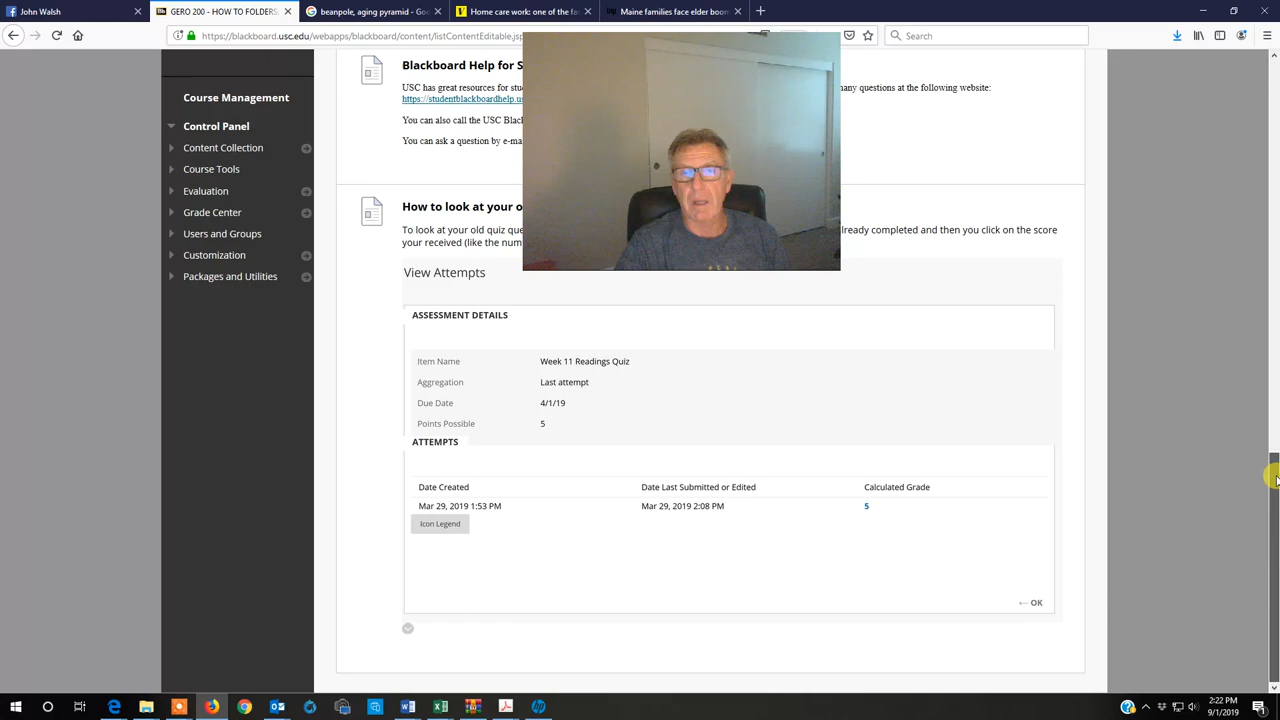 John Walsh
GERO 200 – HOW TO FOLDERS:
beanpole, aging pyramid - Goo
Home care work: one of the fas
Maine families face elder boom
https://blackboard.usc.edu/webapps/blackboard/content/listContentEditable.jsp
Search
Course Management
Control Panel
Content Collection
Course Tools
Evaluation
Grade Center
Users and Groups
Customization
Packages and Utilities
Blackboard Help for S
USC has great resources for stu
many questions at the following website:
https://studentblackboardhelp.us
You can also call the USC Blac
You can ask a question by e-ma
How to look at your o
To look at your old quiz que
already completed and then you click on the score
your received (like the num
View Attempts
ASSESSMENT DETAILS
Item Name Week 11 Readings Quiz
Aggregation Last attempt
Due Date 4/1/19
Points Possible 5
ATTEMPTS
Date Created Date Last Submitted or Edited Calculated Grade
Mar 29, 2019 1:53 PM Mar 29, 2019 2:08 PM 5
Icon Legend
OK
2:22 PM
9/1/2019